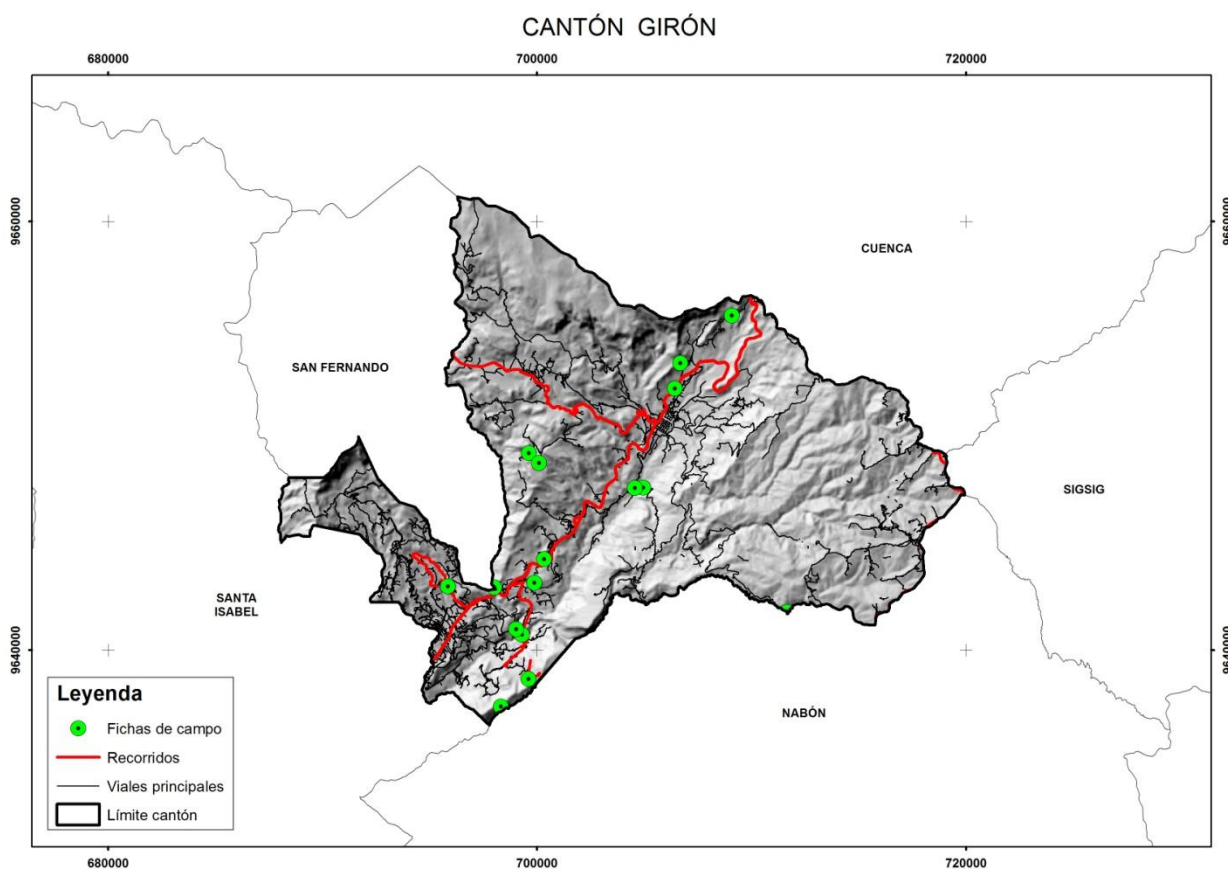 CANTÓN GIRÓN
680000
700000
720000
9660000
9660000
CUENCA
SAN FERNANDO
SIGSIG
SANTA
ISABEL
9640000
9640000
NABÓN
Leyenda
Fichas de campo
Recorridos
Viales principales
Límite cantón
680000
700000
720000